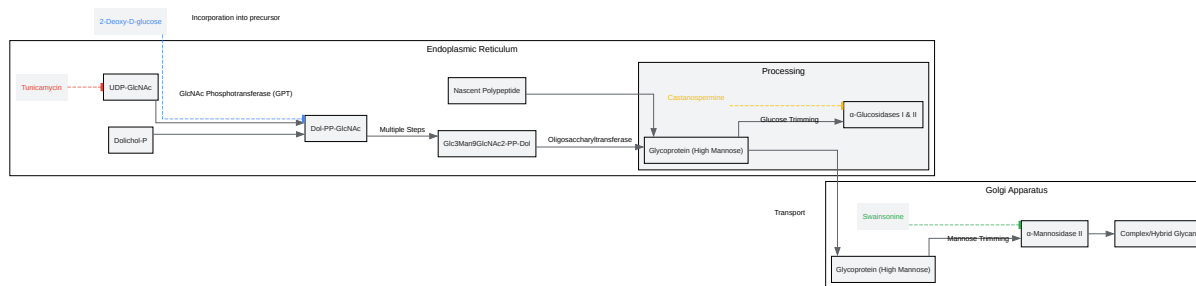 2-Deoxy-D-glucose
Incorporation into precursor
Endoplasmic Reticulum
Processing
Tunicamycin
UDP-GlcNAc
GlcNAc Phosphotransferase (GPT)
Nascent Polypeptide
Castanospermine
α-Glucosidases I & II
Glucose Trimming
Dolichol-P
Dol-PP-GlcNAc
Multiple Steps
Glc3Man9GlcNAc2-PP-Dol
Oligosaccharyltransferase
Glycoprotein (High Mannose)
Golgi Apparatus
Transport
Swainsonine
Mannose Trimming
α-Mannosidase II
Complex/Hybrid Glycan
Glycoprotein (High Mannose)